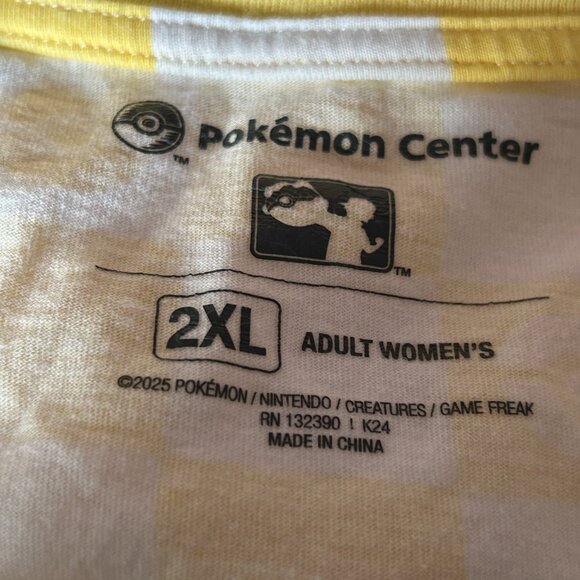 Pokémon Center
TM
TM
2XL ADULT WOMEN'S
©2025 POKÉMON / NINTENDO / CREATURES / GAME FREAK
RN 132390 ! K24
MADE IN CHINA